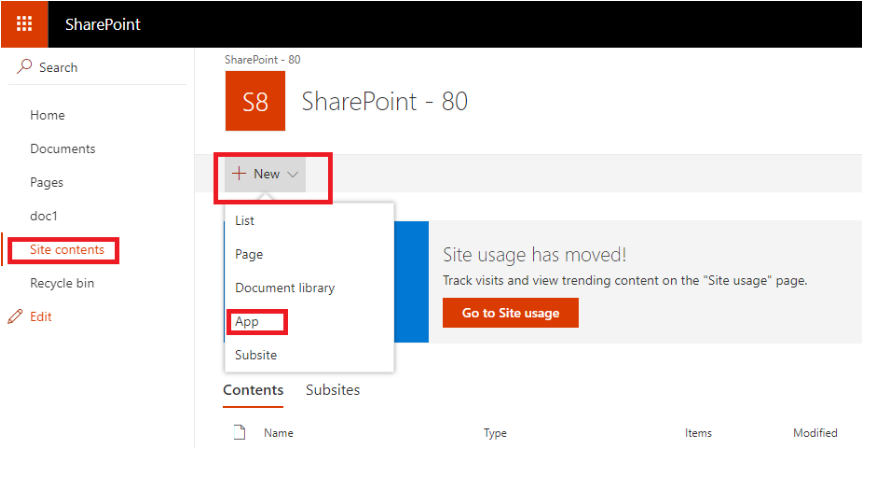 SharePoint
Search
Home
Documents
Pages
doc1
Site contents
Recycle bin
Edit
SharePoint - 80
S8 SharePoint - 80
New
List
Page
Document library
App
Subsite
Site usage has moved!
Track visits and view trending content on the "Site usage" page.
Go to Site usage
Contents Subsites
Name Type Items Modified